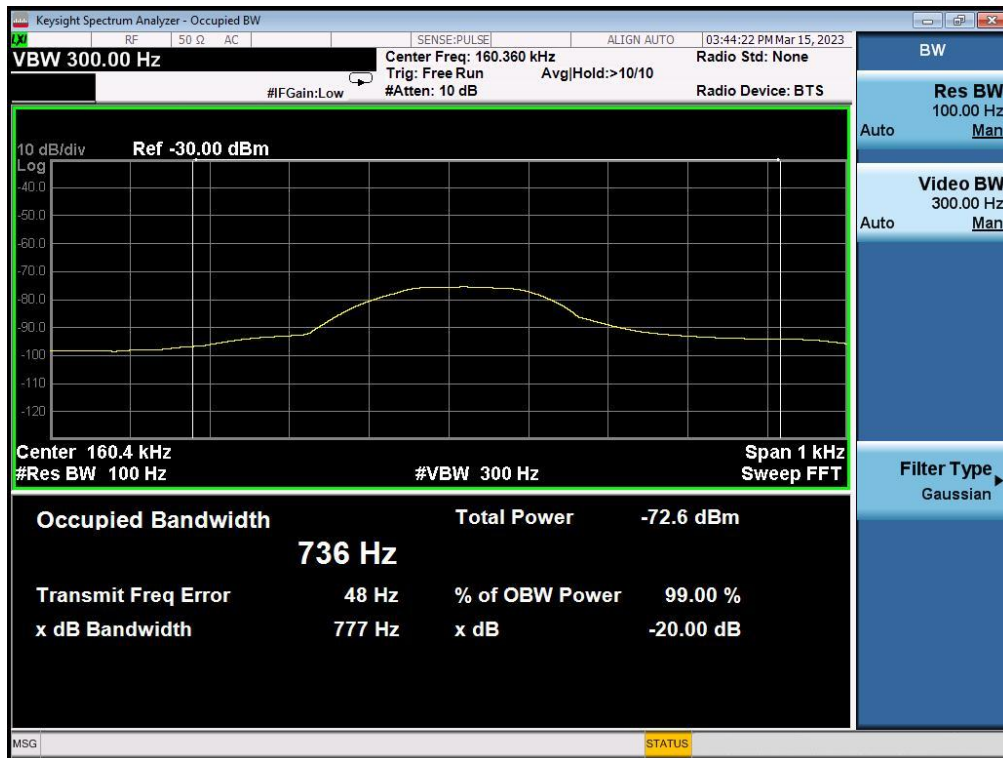 Keysight Spectrum Analyzer - Occupied BW
LXI
RF 50 Ω AC SENSE:PULSE ALIGN AUTO 03:44:22 PM Mar 15, 2023
VBW 300.00 Hz
Center Freq: 160.360 kHz Radio Std: None
Trig: Free Run Avg|Hold:>10/10
#IFGain:Low #Atten: 10 dB Radio Device: BTS
10 dB/div Ref -30.00 dBm
Log
-40.0
-50.0
-60.0
-70.0
-80.0
-90.0
-100
-110
-120
Center 160.4 kHz Span 1 kHz
#Res BW 100 Hz #VBW 300 Hz Sweep FFT
Occupied Bandwidth Total Power -72.6 dBm
736 Hz
Transmit Freq Error 48 Hz % of OBW Power 99.00 %
x dB Bandwidth 777 Hz x dB -20.00 dB
MSG STATUS
BW
Res BW
100.00 Hz
Auto Man
Video BW
300.00 Hz
Auto Man
Filter Type
Gaussian